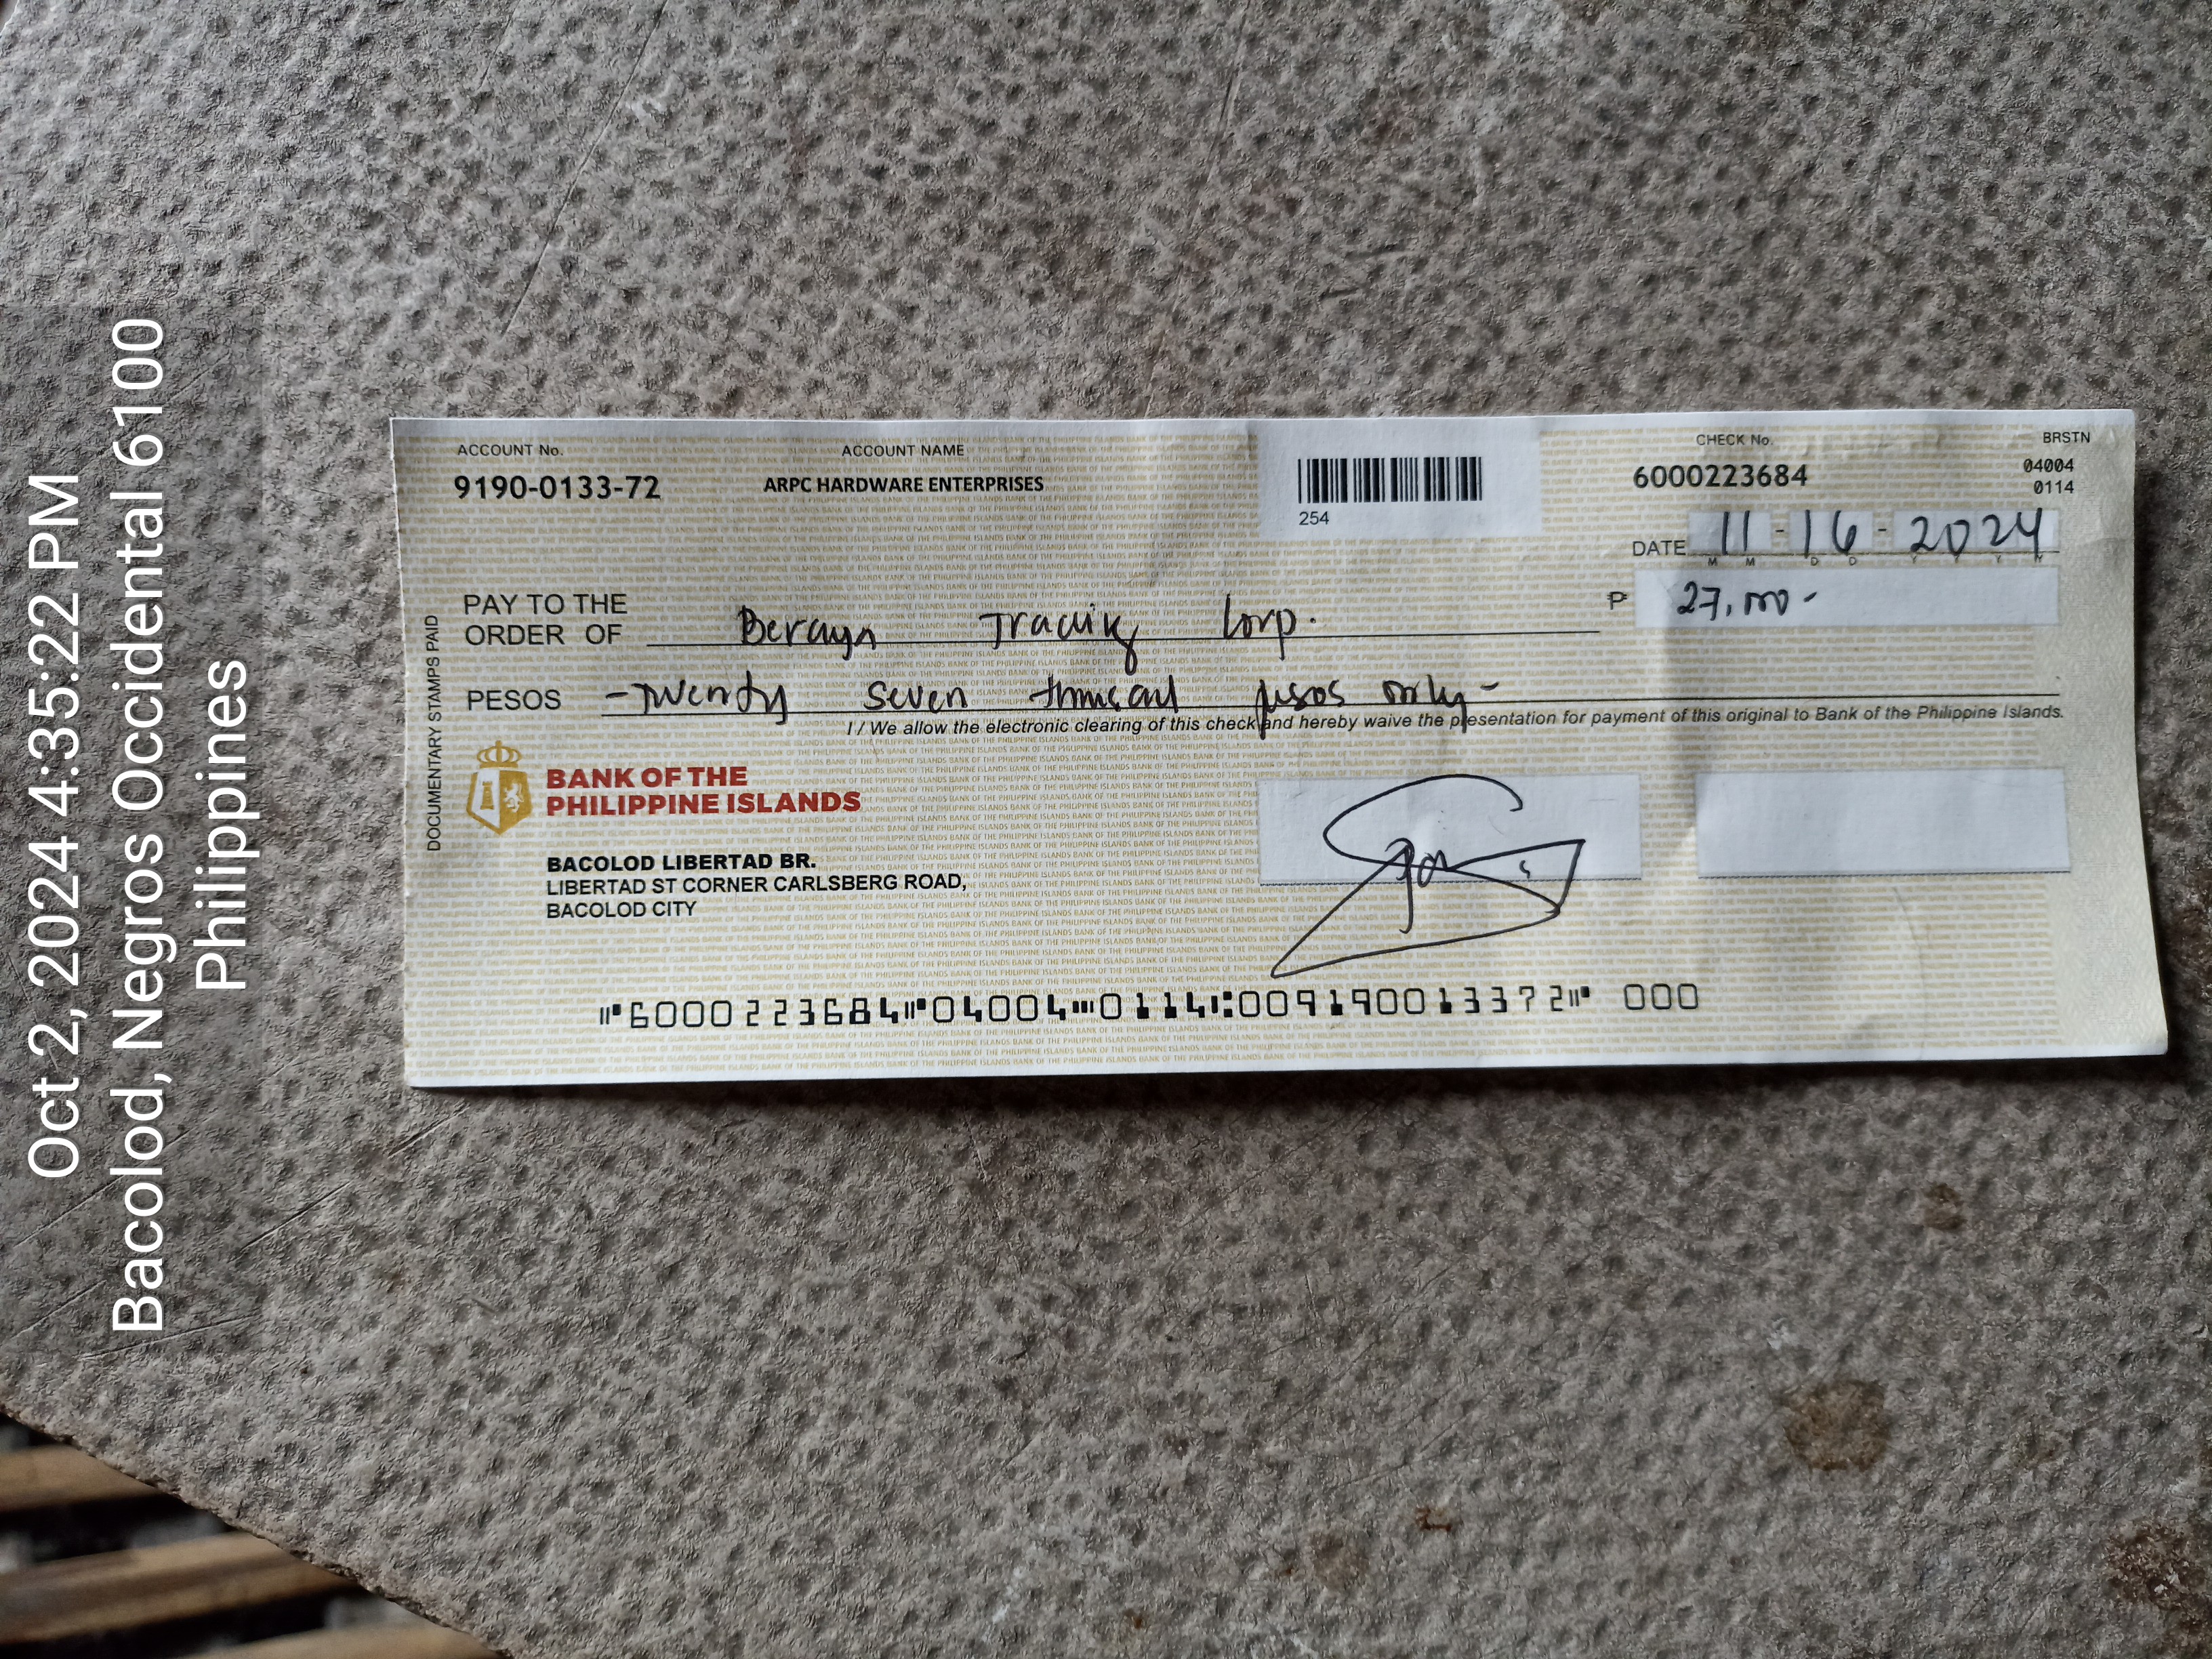 Oct 2, 2024 4:35:22 PM
Bacolod, Negros Occidental 6100
Philippines
ACCOUNT No. ACCOUNT NAME CHECK No. BRSTN
9190-0133-72 ARPC HARDWARE ENTERPRISES 6000223684 04004
0114
254
DATE 11-16-2024
M M D D Y Y Y Y
PAY TO THE
ORDER OF Trading Corp. ₱ 27,000-
PESOS -Twenty seven thousand pesos only-
I / We allow the electronic clearing of this check and hereby waive the presentation for payment of this original to Bank of the Philippine Islands.
DOCUMENTARY STAMPS PAID
BANK OF THE
PHILIPPINE ISLANDS
BACOLOD LIBERTAD BR.
LIBERTAD ST CORNER CARLSBERG ROAD,
BACOLOD CITY
⑈6000223684⑈04004⑉0114⑆009190013372⑈ 000